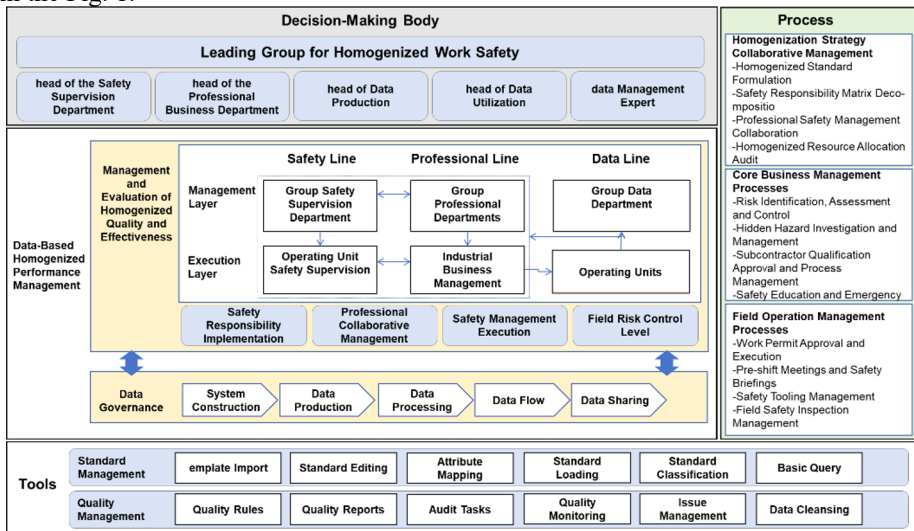 Decision-Making Body
Leading Group for Homogenized Work Safety
head of the Safety
Supervision
Department
head of the
Professional
Business Department
head of Data
Production
head of Data
Utilization
data Management
Expert
Process
Homogenization Strategy
Collaborative Management
-Homogenized Standard
Formulation
-Safety Responsibility Matrix Deco-
mpositio
-Professional Safety Management
Collaboration
-Homogenized Resource Allocation
Audit
Core Business Management
Processes
-Risk Identification, Assessment
and Control
-Hidden Hazard Investigation and
Management
-Subcontractor Qualification
Approval and Process
Management
-Safety Education and Emergency
Field Operation Management
Processes
-Work Permit Approval and
Execution
-Pre-shift Meetings and Safety
Briefings
-Safety Tooling Management
-Field Safety Inspection
Management
Data-Based
Homogenized
Performance
Management
Management
and
Evaluation of
Homogenized
Quality and
Effectiveness
Safety Line
Professional Line
Data Line
Management
Layer
Group Safety
Supervision
Department
Group
Professional
Departments
Group Data
Department
Execution
Layer
Operating Unit
Safety Supervision
Industrial
Business
Management
Operating Units
Safety
Responsibility
Implementation
Professional
Collaborative
Management
Safety Management
Execution
Field Risk Control
Level
Data
Governance
System
Construction
Data
Production
Data
Processing
Data Flow
Data Sharing
Tools
Standard
Management
emplate Import
Standard Editing
Attribute
Mapping
Standard
Loading
Standard
Classification
Basic Query
Quality
Management
Quality Rules
Quality Reports
Audit Tasks
Quality
Monitoring
Issue
Management
Data Cleansing